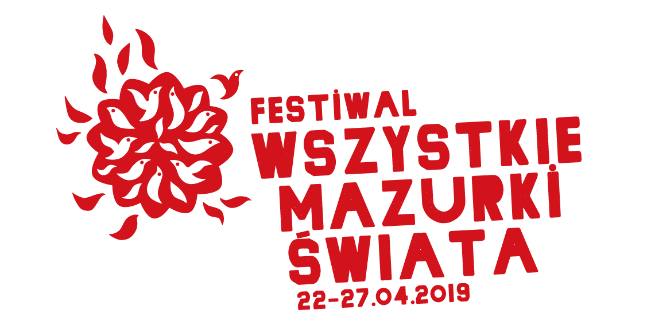 FESTIWAL
WSZYSTKIE
MAZURKI
ŚWIATA
22-27.04.2019